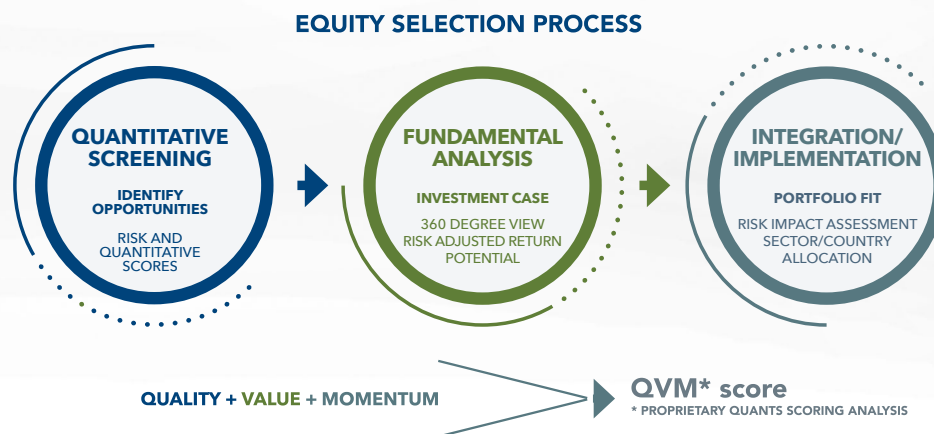 EQUITY SELECTION PROCESS
QUANTITATIVE
SCREENING
IDENTIFY
OPPORTUNITIES
RISK AND
QUANTITATIVE
SCORES
FUNDAMENTAL
ANALYSIS
INVESTMENT CASE
360 DEGREE VIEW
RISK ADJUSTED RETURN
POTENTIAL
INTEGRATION/
IMPLEMENTATION
PORTFOLIO FIT
RISK IMPACT ASSESSMENT
SECTOR/COUNTRY
ALLOCATION
QUALITY + VALUE + MOMENTUM
QVM* score
* PROPRIETARY QUANTS SCORING ANALYSIS